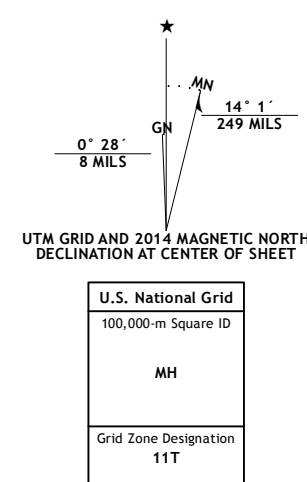 ★
MN
GN
14° 1´
249 MILS
0° 28´
8 MILS
UTM GRID AND 2014 MAGNETIC NORTH
DECLINATION AT CENTER OF SHEET
U.S. National Grid
100,000-m Square ID
MH
Grid Zone Designation
11T